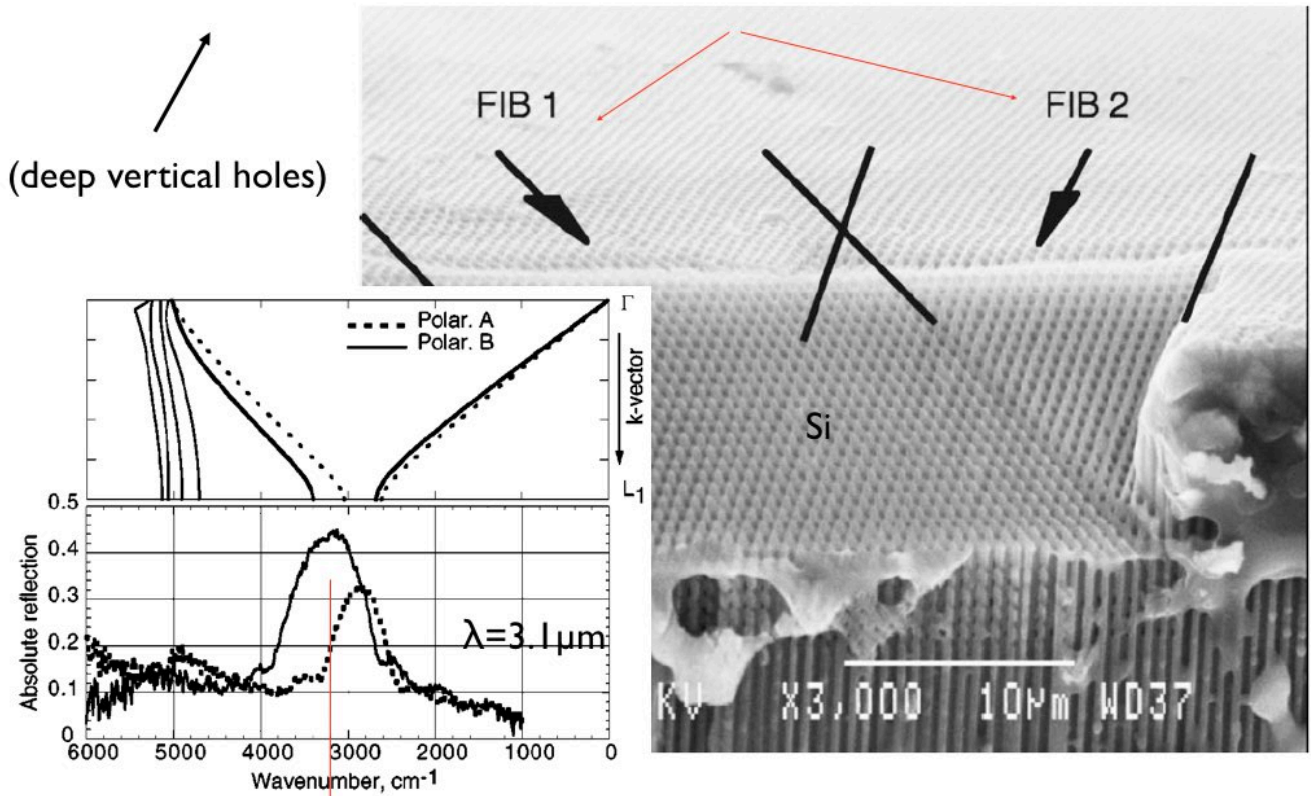 FIB 1
FIB 2
(deep vertical holes)
Γ
Polar. A
Polar. B
k-vector
Si
0.5
Absolute reflection
0.4
0.3
0.2
0.1
0
λ=3.1μm
6000 5000 4000 3000 2000 1000 0
Wavenumber, cm-1
KV X3,000 10μm WD37